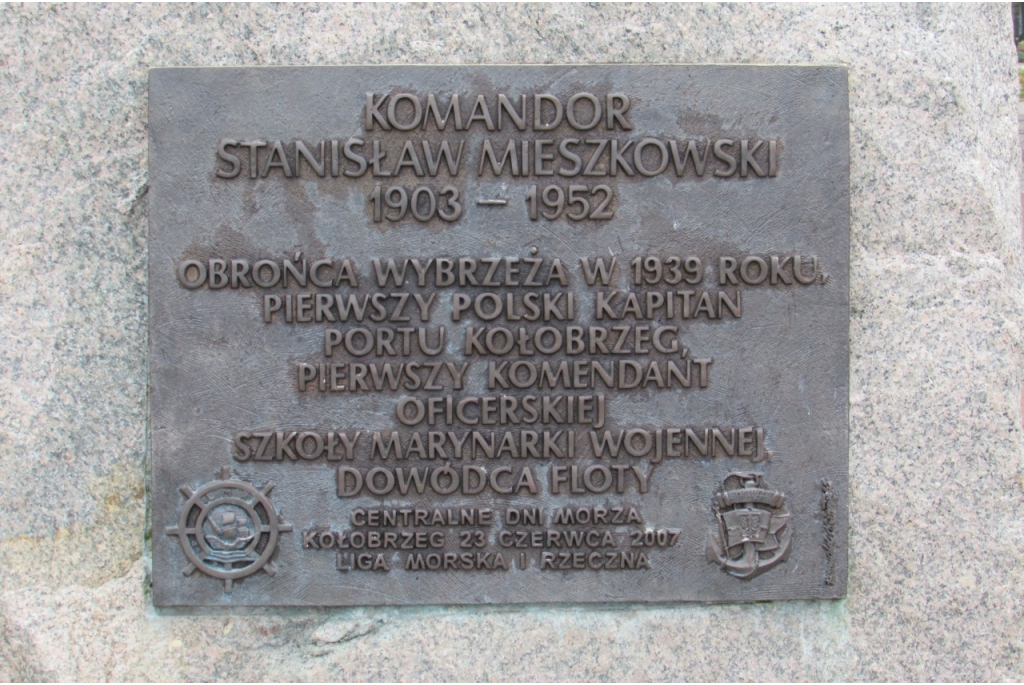 KOMANDOR
STANISŁAW MIESZKOWSKI
1903 – 1952
OBROŃCA WYBRZEŻA W 1939 ROKU,
PIERWSZY POLSKI KAPITAN
PORTU KOŁOBRZEG,
PIERWSZY KOMENDANT
OFICERSKIEJ
SZKOŁY MARYNARKI WOJENNEJ,
DOWÓDCA FLOTY
CENTRALNE DNI MORZA
KOŁOBRZEG 23 CZERWCA 2007
LIGA MORSKA I RZECZNA